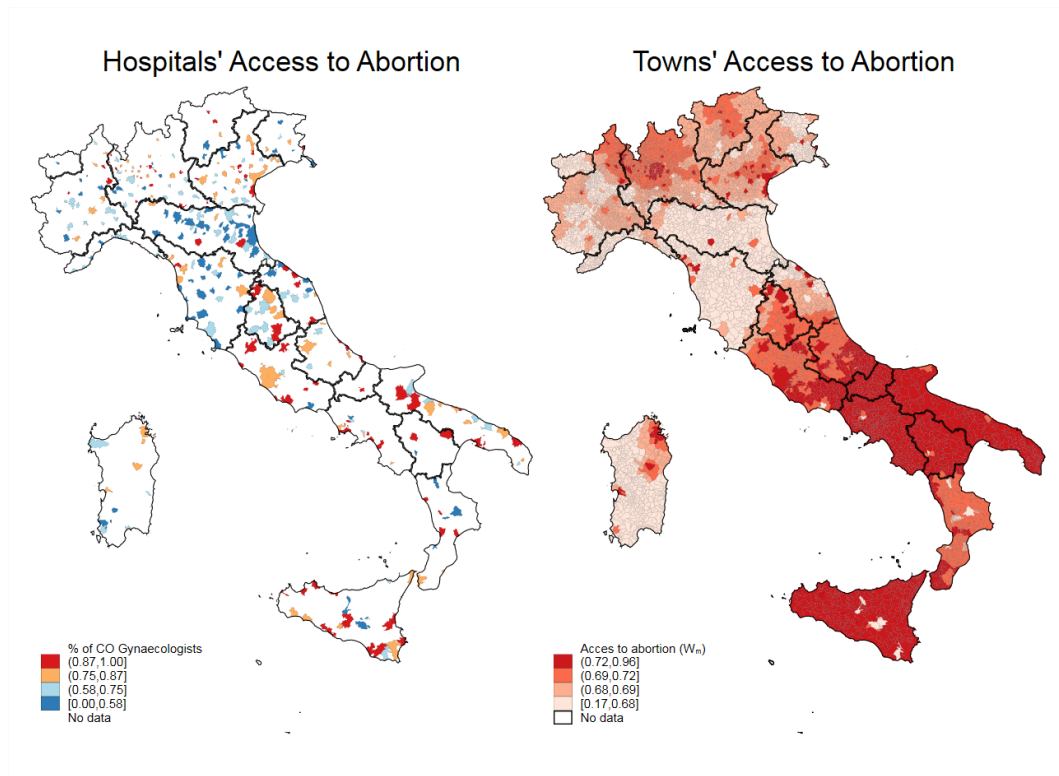 Hospitals' Access to Abortion
% of CO Gynaecologists
(0.87,1.00]
(0.75,0.87]
(0.58,0.75]
[0.00,0.58]
No data
Towns' Access to Abortion
Acces to abortion (Wₘ)
(0.72,0.96]
(0.69,0.72]
(0.68,0.69]
[0.17,0.68]
No data